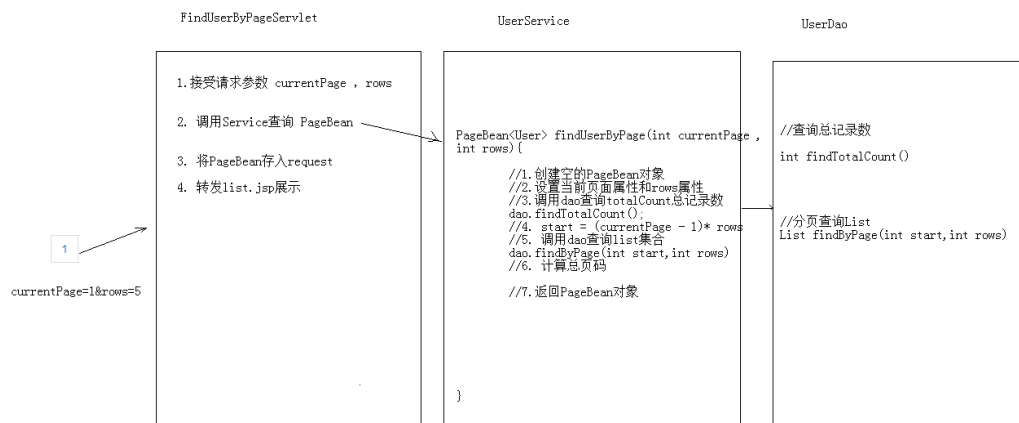 FindUserByPageServlet
1.接受请求参数 currentPage , rows
2. 调用Service查询 PageBean
3. 将PageBean存入request
4. 转发list.jsp展示
1
currentPage=1&rows=5
UserService
PageBean<User> findUserByPage(int currentPage ,
int rows){
//1.创建空的PageBean对象
//2.设置当前页面属性和rows属性
//3.调用dao查询totalCount总记录数
dao.findTotalCount();
//4. start = (currentPage - 1)* rows
//5. 调用dao查询list集合
dao.findByPage(int start,int rows)
//6. 计算总页码
//7.返回PageBean对象
}
UserDao
//查询总记录数
int findTotalCount()
//分页查询List
List findByPage(int start,int rows)